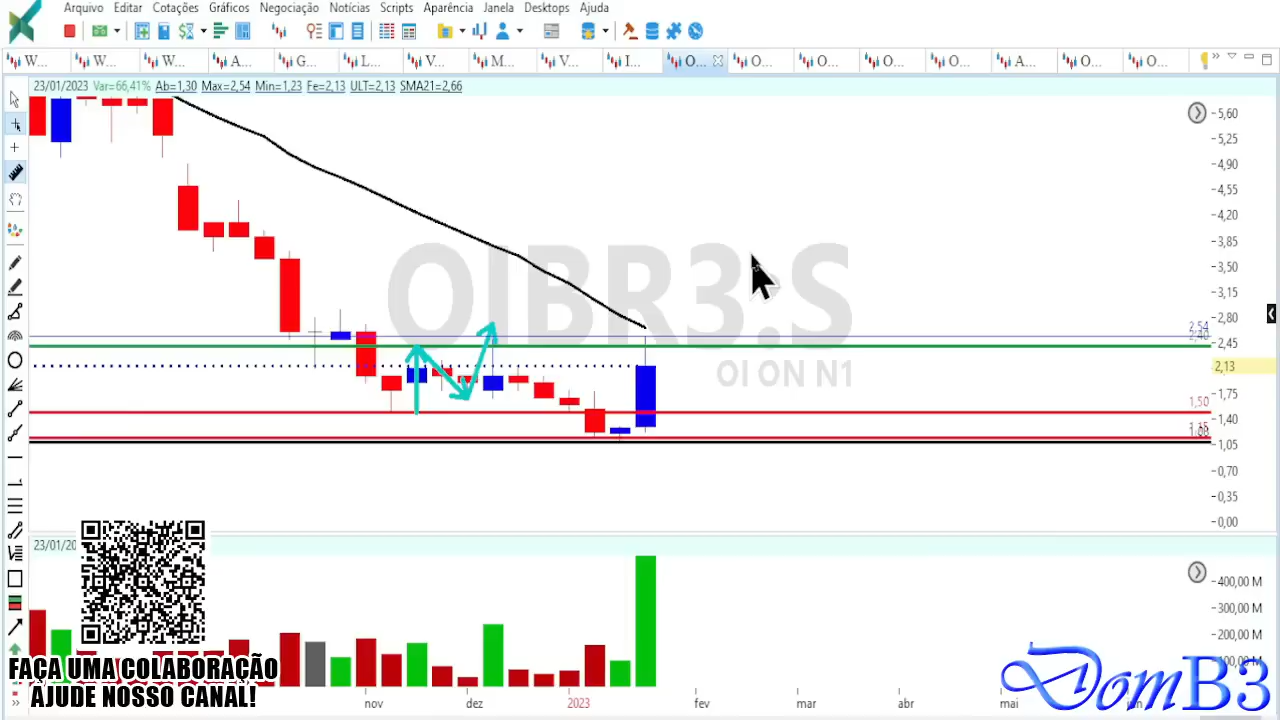 Arquivo Editar Cotações Gráficos Negociação Notícias Scripts Aparência Janela Desktops Ajuda
W... W... W... A... G... L... V... M... V... I... O... O... O... O... O... A... O... O...
23/01/2023 Var=66,41% Ab=1,30 Max=2,54 Min=1,23 Fe=2,13 ULT=2,13 SMA21=2,66
5,60
5,25
4,90
4,55
4,20
3,85
3,50
3,15
2,80
2,54
2,45
2,13
1,75
1,50
1,40
1,05
0,70
0,35
0,00
OIBR3.S
OI ON N1
23/01/20
400,00 M
300,00 M
200,00 M
100,00 M
nov dez 2023 fev mar abr mai
FAÇA UMA COLABORAÇÃO
AJUDE NOSSO CANAL!
DomB3